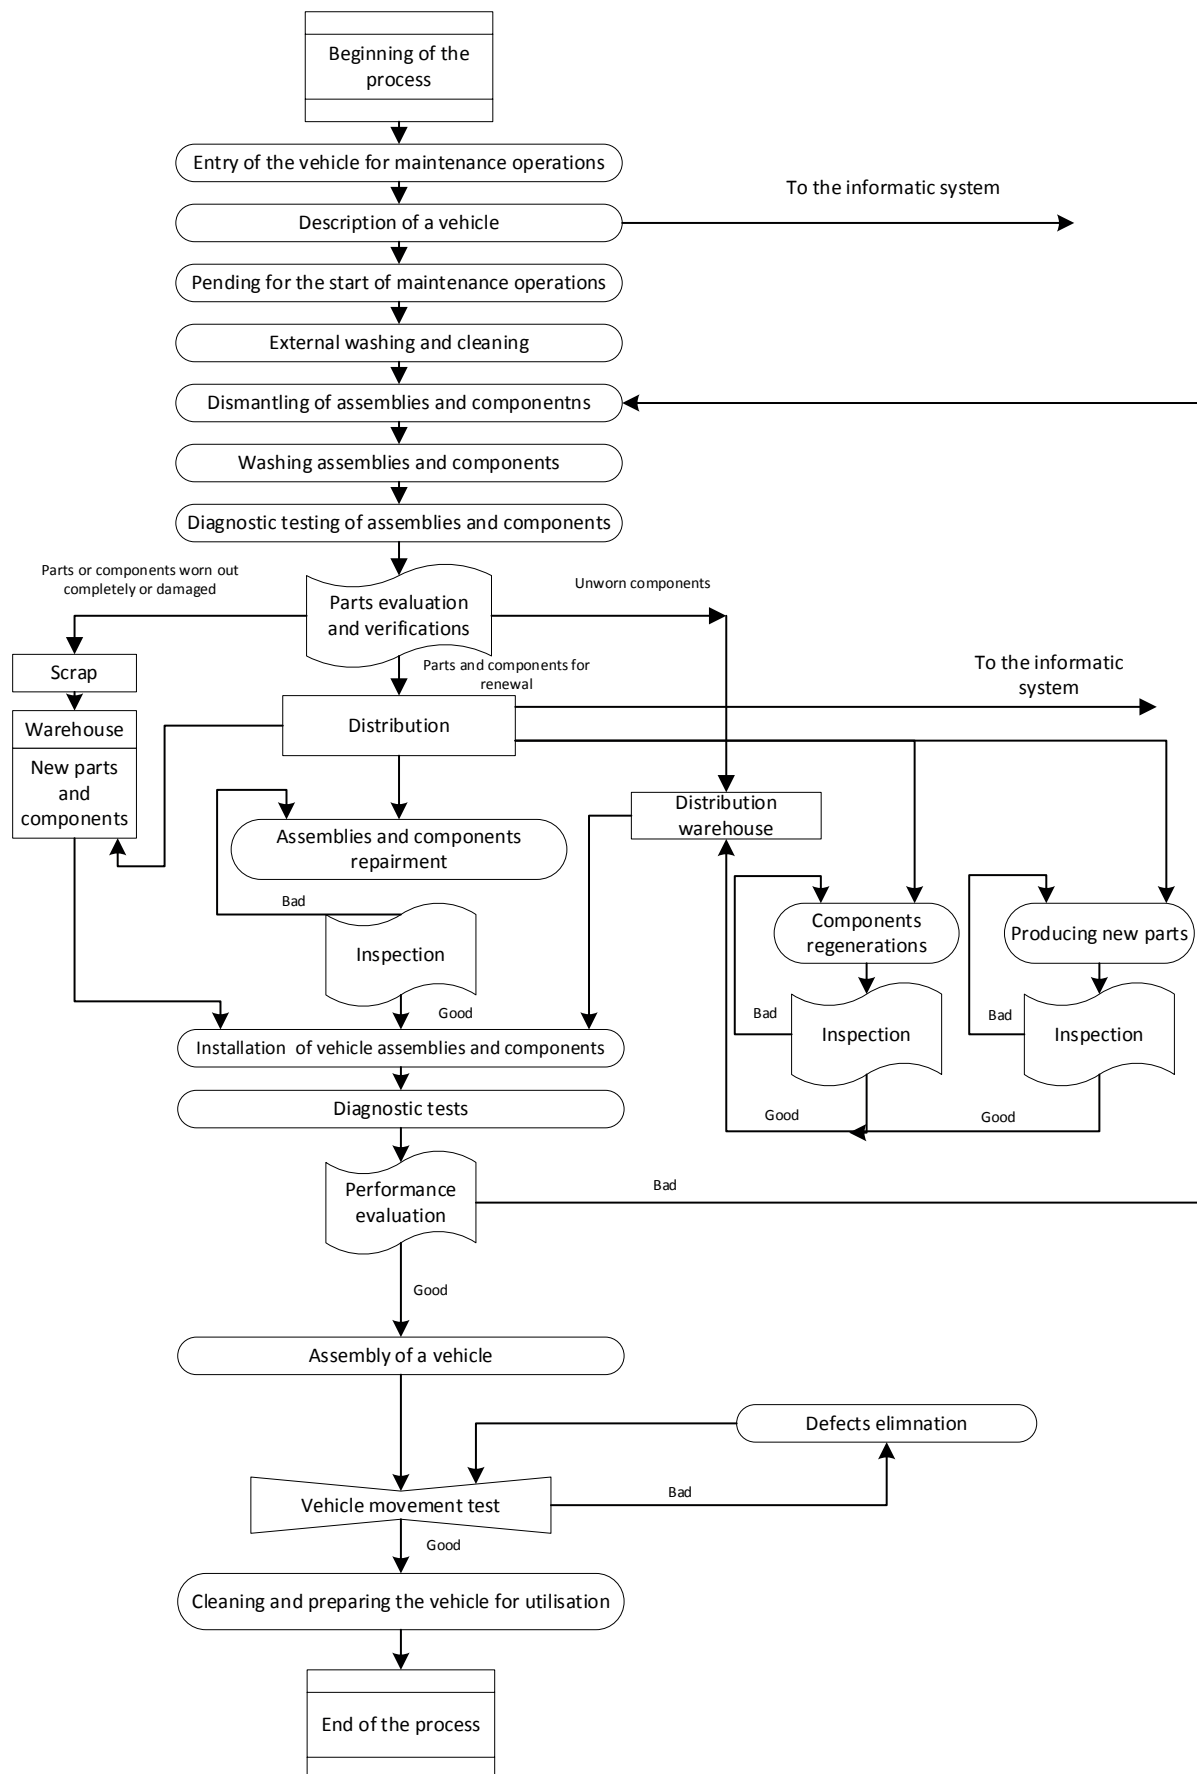 Beginning of the
process
Entry of the vehicle for maintenance operations
To the informatic system
Description of a vehicle
Pending for the start of maintenance operations
External washing and cleaning
Dismantling of assemblies and componentns
Washing assemblies and components
Diagnostic testing of assemblies and components
Parts or components worn out
completely or damaged
Unworn components
Parts evaluation
and verifications
Scrap
Parts and components for
renewal
To the informatic
system
Warehouse
New parts
and
components
Distribution
Distribution
warehouse
Assemblies and components
repairment
Bad
Inspection
Good
Components
regenerations
Producing new parts
Bad
Inspection
Bad
Inspection
Good
Good
Installation of vehicle assemblies and components
Diagnostic tests
Performance
evaluation
Bad
Good
Assembly of a vehicle
Defects elimnation
Vehicle movement test
Bad
Good
Cleaning and preparing the vehicle for utilisation
End of the process